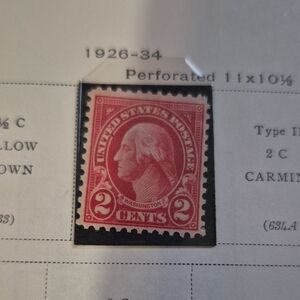 1926-34
Perforated 11x10½
½ C
LLOW
OWN
33)
UNITED STATES POSTAGE
WASHINGTON
2 CENTS 2
Type II
2 C
CARMIN
(634A